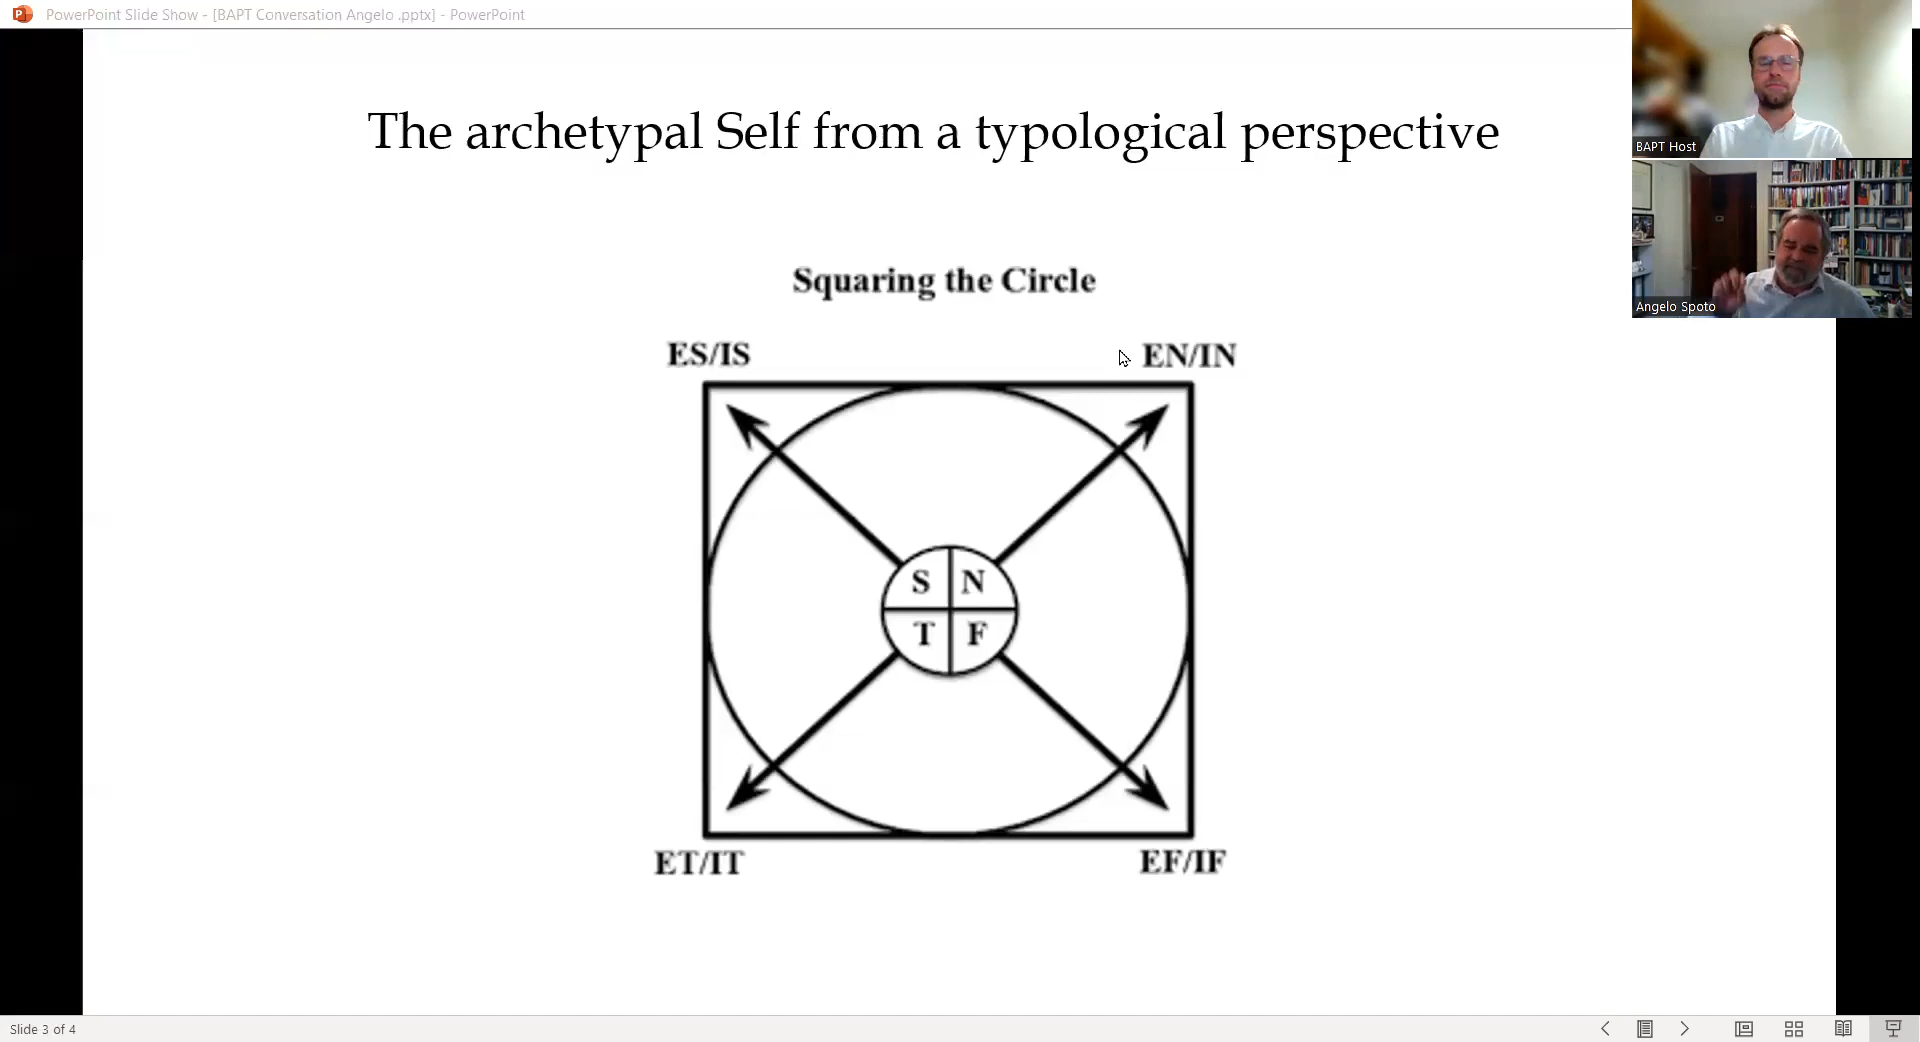 PowerPoint Slide Show - [BAPT Conversation Angelo .pptx] - PowerPoint
BAPT Host
Angelo Spoto
The archetypal Self from a typological perspective
Squaring the Circle
ES/IS
EN/IN
S
N
T
F
ET/IT
EF/IF
Slide 3 of 4